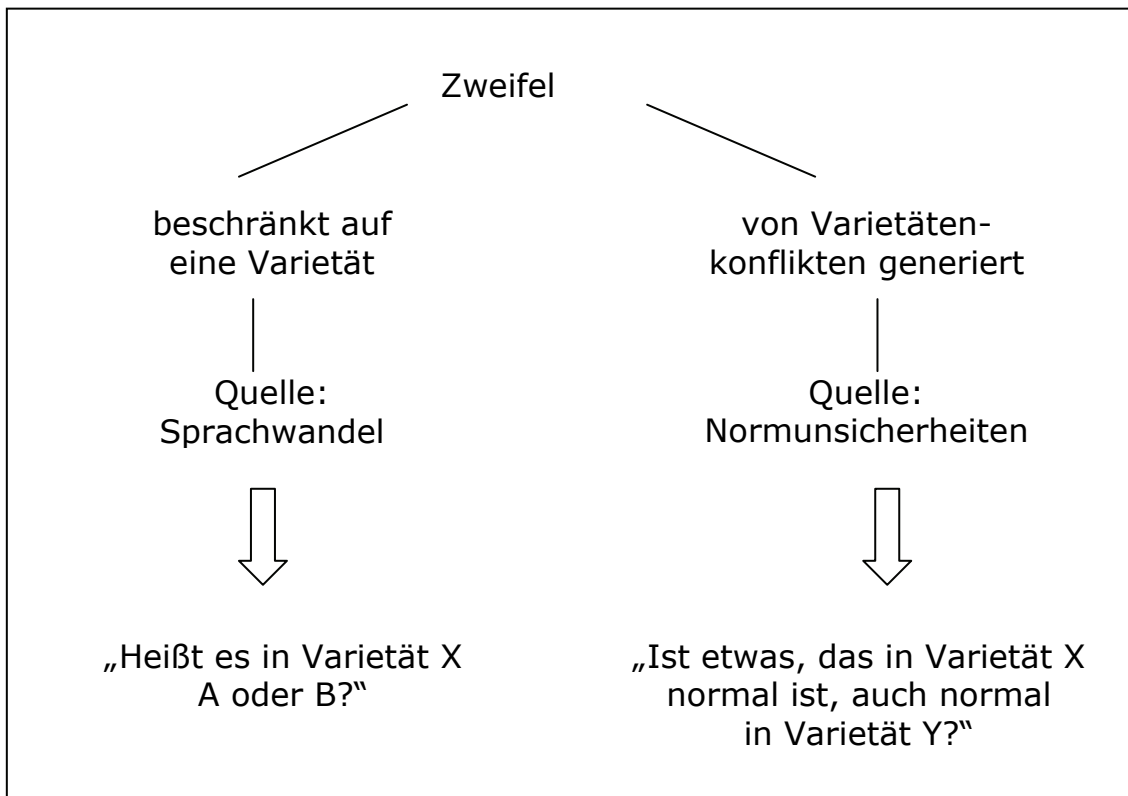 Zweifel
beschränkt auf
eine Varietät
Quelle:
Sprachwandel
„Heißt es in Varietät X
A oder B?“
von Varietäten-
konflikten generiert
Quelle:
Normunsicherheiten
„Ist etwas, das in Varietät X
normal ist, auch normal
in Varietät Y?“